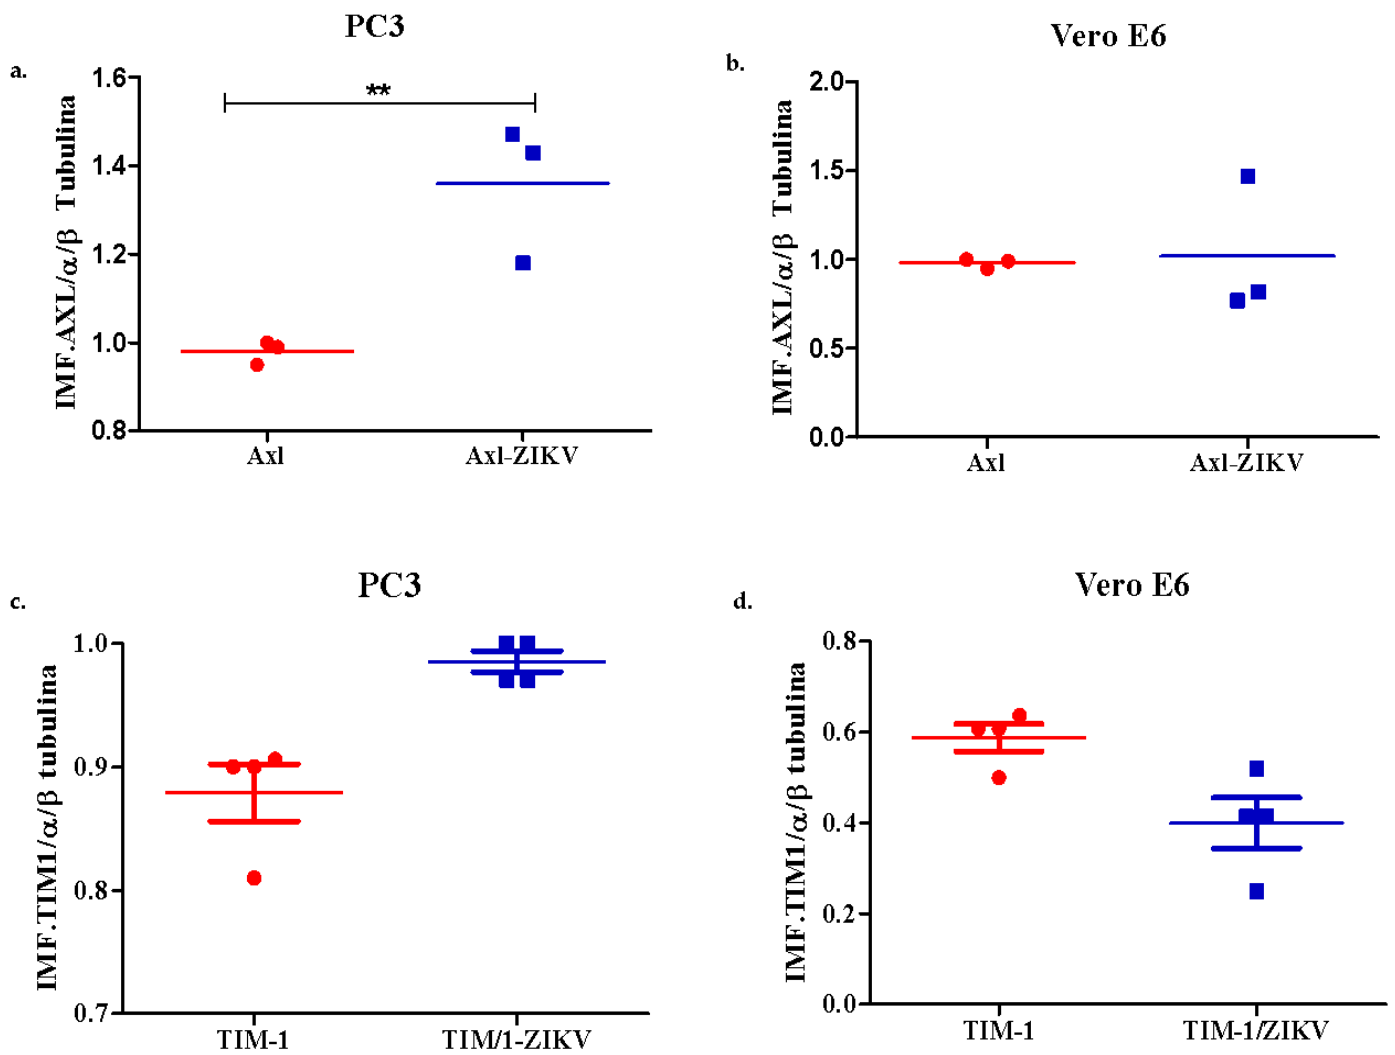 PC3
a.
IMF.AXL/α/β Tubulina
1.6
1.4
1.2
1.0
0.8
**
Axl
Axl-ZIKV
Vero E6
b.
IMF.AXL/α/β Tubulina
2.0
1.5
1.0
0.5
0.0
Axl
Axl-ZIKV
PC3
c.
IMF.TIM1/α/β tubulina
1.0
0.9
0.8
0.7
TIM-1
TIM/1-ZIKV
Vero E6
d.
IMF.TIM1/α/β tubulina
0.8
0.6
0.4
0.2
0.0
TIM-1
TIM-1/ZIKV